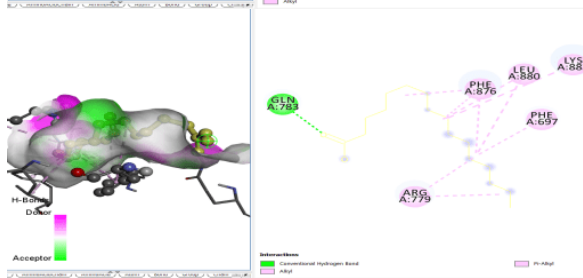 Alkyl
LYS
A:88
LEU
A:880
PHE
A:876
GLN
A:783
PHE
A:697
ARG
A:779
H-Bonds
Donor
Acceptor
Interactions
Conventional Hydrogen Bond
Alkyl
Pi-Alkyl